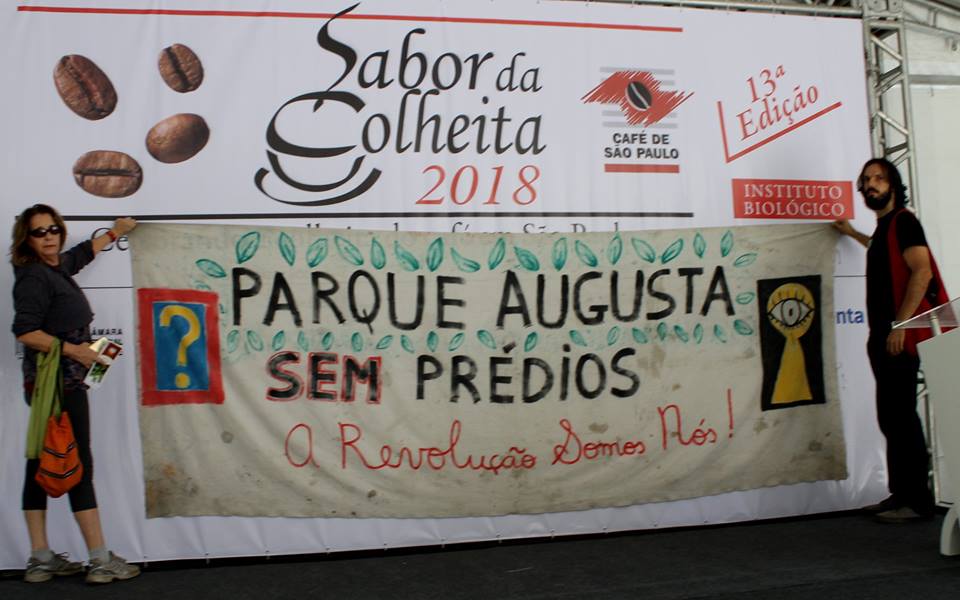 Sabor da
Colheita
2018
CAFÉ DE
SÃO PAULO
13ª
Edição
INSTITUTO
BIOLÓGICO
PARQUE AUGUSTA
?
SEM PRÉDIOS
A Revolução Somos Nós!